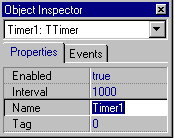 Object Inspector
Timer1: TTimer
Properties Events
Enabled true
Interval 1000
Name Timer1
Tag 0